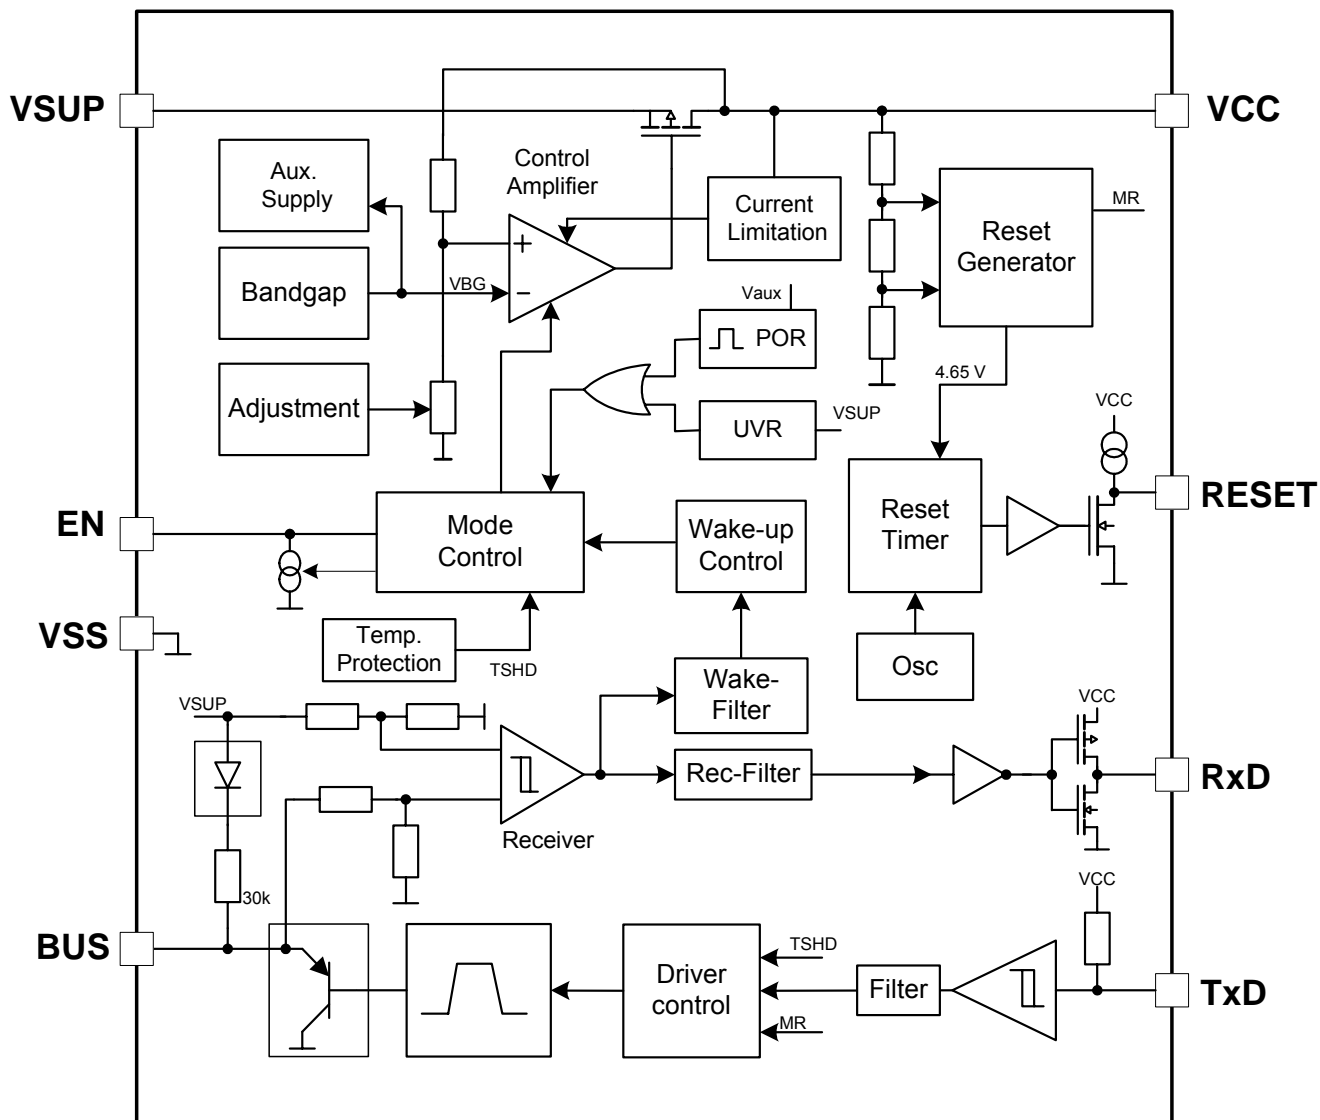 VSUP
VCC
Aux.
Supply
Control
Amplifier
Current
Limitation
Reset
Generator
MR
+
Bandgap
VBG
−
Vaux
POR
4.65 V
Adjustment
UVR
VSUP
VCC
EN
Mode
Control
Wake-up
Control
Reset
Timer
RESET
VSS
Temp.
Protection
TSHD
Wake-
Filter
Osc
VSUP
VCC
Rec-Filter
RxD
Receiver
30k
VCC
BUS
Driver
control
TSHD
MR
Filter
TxD